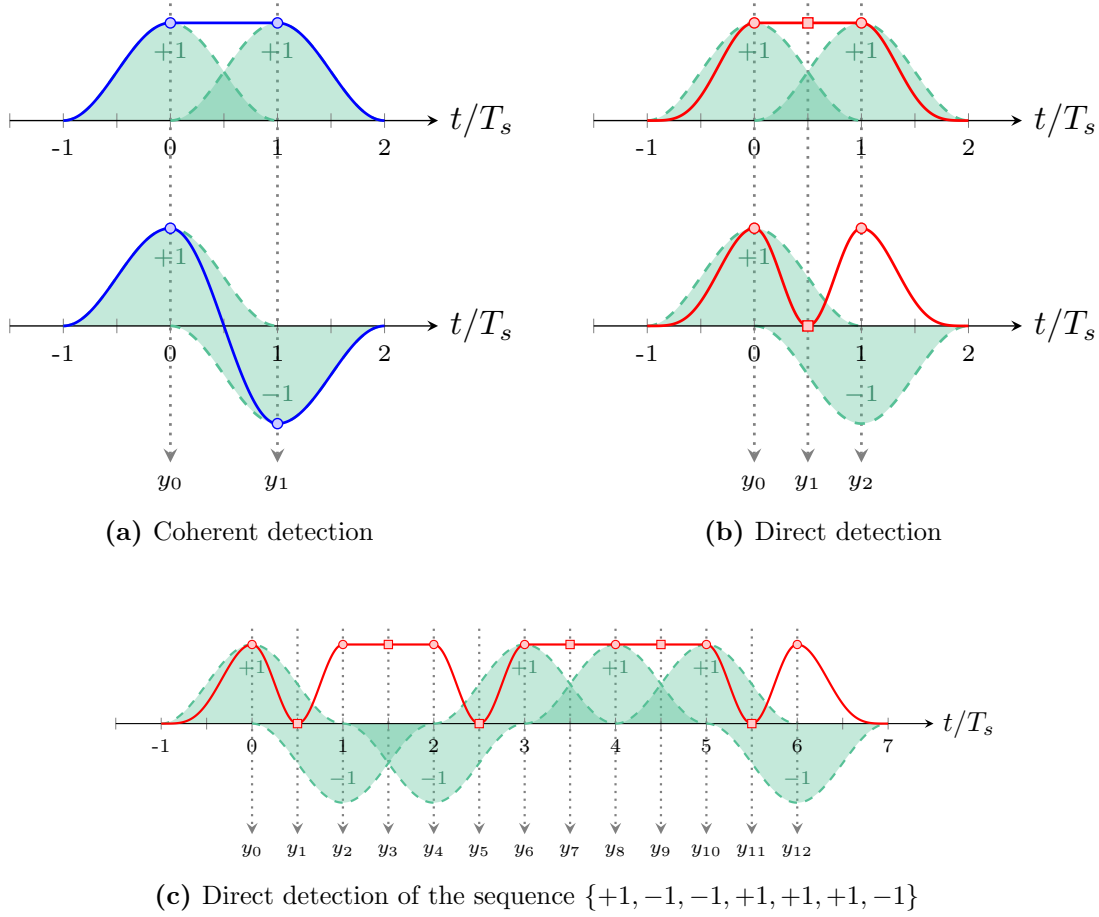 +1 +1
-1 0 1 2 t/T_s
+1 +1
-1 0 1 2 t/T_s
+1
-1 0 1 2 t/T_s
−1
y_0 y_1
+1
-1 0 1 2 t/T_s
−1
y_0 y_1 y_2
(a) Coherent detection
(b) Direct detection
+1 +1 +1 +1
-1 0 1 2 3 4 5 6 7 t/T_s
−1 −1 −1
y_0 y_1 y_2 y_3 y_4 y_5 y_6 y_7 y_8 y_9 y_10 y_11 y_12
(c) Direct detection of the sequence {+1, −1, −1, +1, +1, +1, −1}